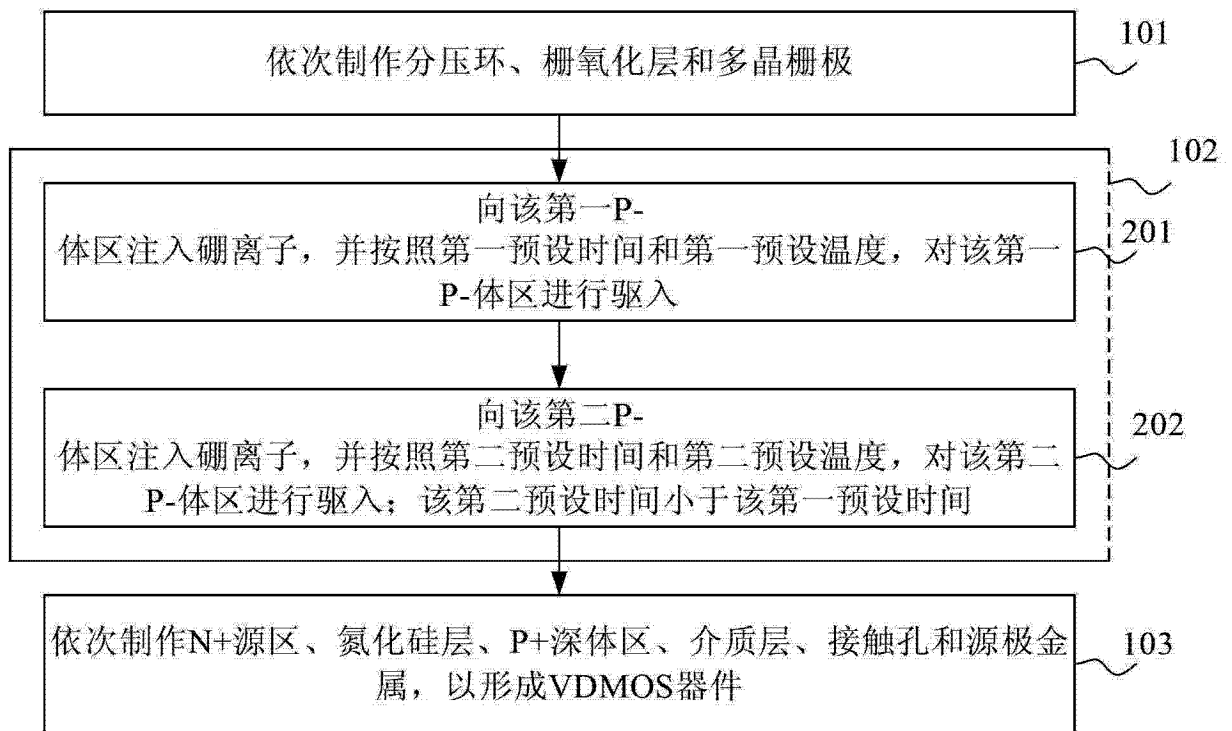 依次制作分压环、栅氧化层和多晶栅极
101
102
向该第一P-
体区注入硼离子，并按照第一预设时间和第一预设温度，对该第一
P-体区进行驱入
201
向该第二P-
体区注入硼离子，并按照第二预设时间和第二预设温度，对该第二
P-体区进行驱入；该第二预设时间小于该第一预设时间
202
依次制作N+源区、氮化硅层、P+深体区、介质层、接触孔和源极金
属，以形成VDMOS器件
103